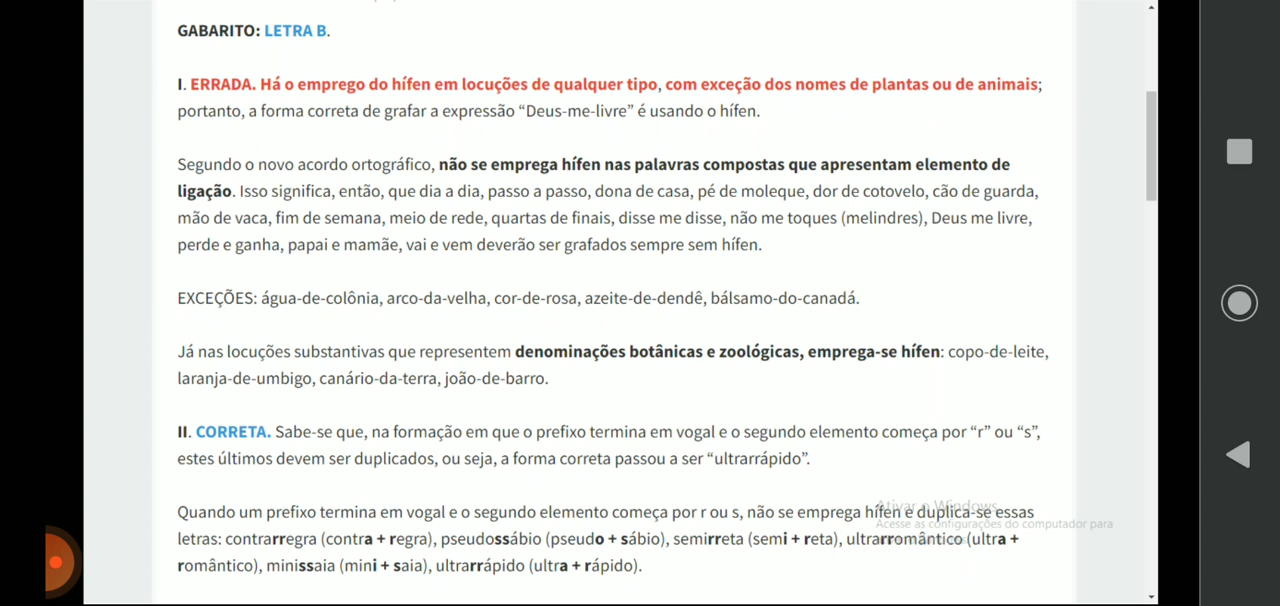 GABARITO: LETRA B.
I. ERRADA. Há o emprego do hífen em locuções de qualquer tipo, com exceção dos nomes de plantas ou de animais;
portanto, a forma correta de grafar a expressão “Deus-me-livre” é usando o hífen.
Segundo o novo acordo ortográfico, não se emprega hífen nas palavras compostas que apresentam elemento de
ligação. Isso significa, então, que dia a dia, passo a passo, dona de casa, pé de moleque, dor de cotovelo, cão de guarda,
mão de vaca, fim de semana, meio de rede, quartas de finais, disse me disse, não me toques (melindres), Deus me livre,
perde e ganha, papai e mamãe, vai e vem deverão ser grafados sempre sem hífen.
EXCEÇÕES: água-de-colônia, arco-da-velha, cor-de-rosa, azeite-de-dendê, bálsamo-do-canadá.
Já nas locuções substantivas que representem denominações botânicas e zoológicas, emprega-se hífen: copo-de-leite,
laranja-de-umbigo, canário-da-terra, joão-de-barro.
II. CORRETA. Sabe-se que, na formação em que o prefixo termina em vogal e o segundo elemento começa por “r” ou “s”,
estes últimos devem ser duplicados, ou seja, a forma correta passou a ser “ultrarrápido”.
Ativar o Windows
Quando um prefixo termina em vogal e o segundo elemento começa por r ou s, não se emprega hífen e duplica-se essas
Acesse as configurações do computador para
letras: contrarregra (contra + regra), pseudossábio (pseudo + sábio), semirreta (semi + reta), ultrarromântico (ultra +
romântico), minissaia (mini + saia), ultrarrápido (ultra + rápido).